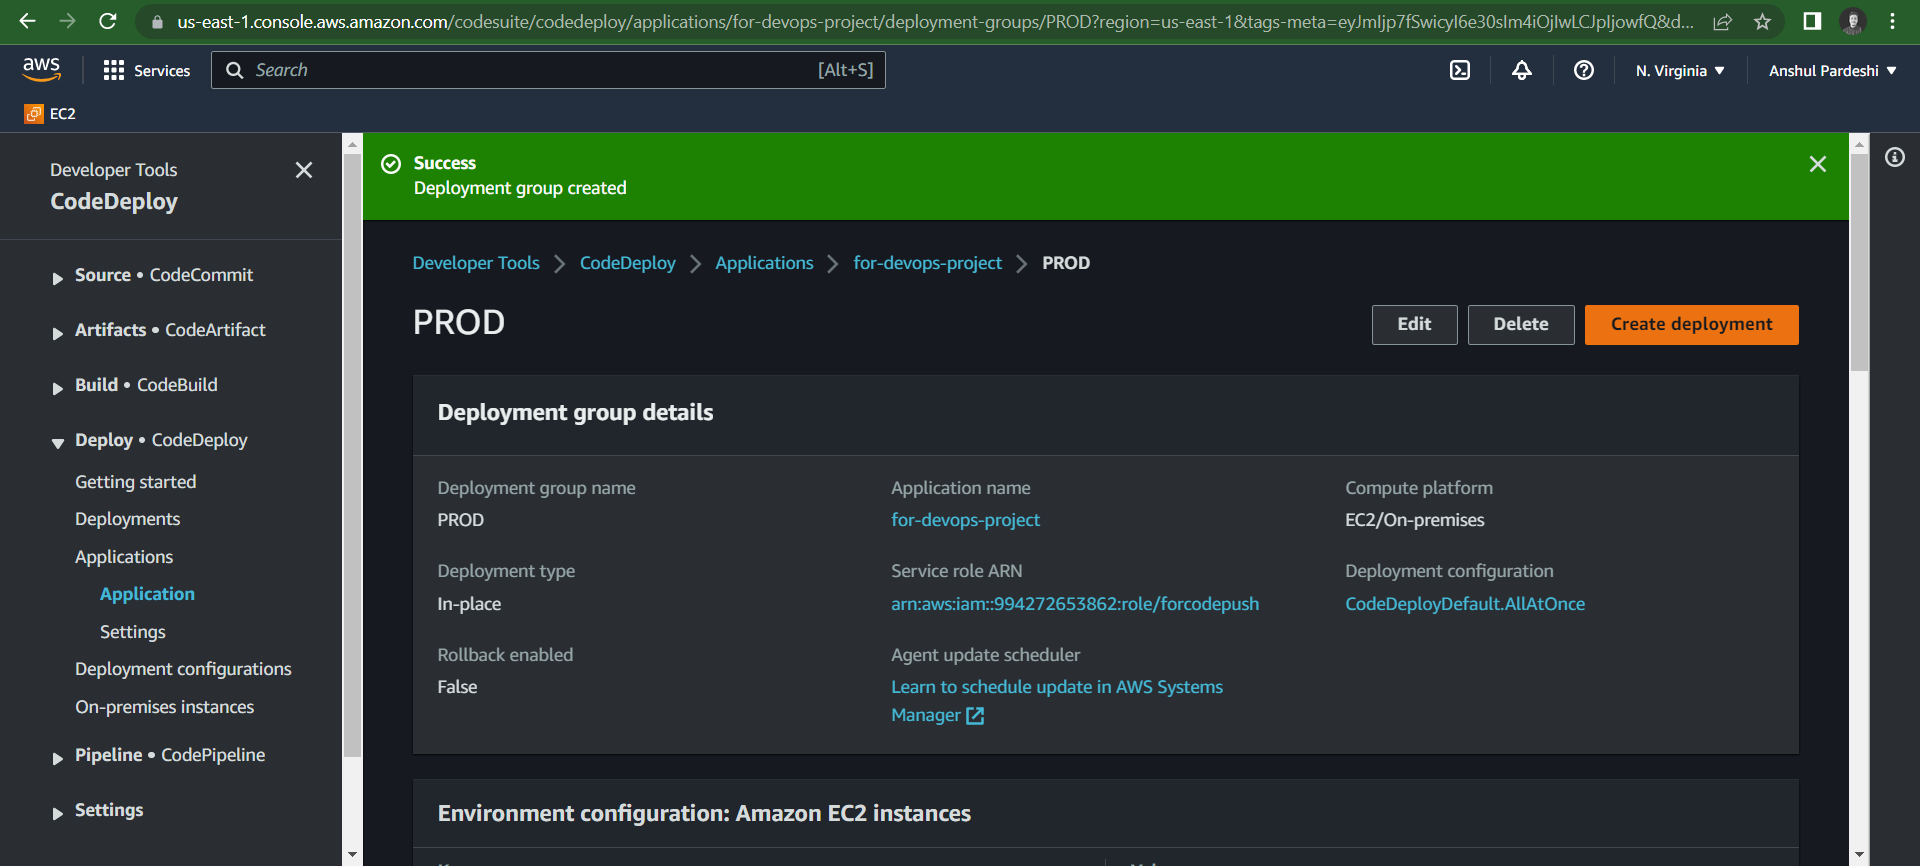 us-east-1.console.aws.amazon.com/codesuite/codedeploy/applications/for-devops-project/deployment-groups/PROD?region=us-east-1&tags-meta=eyJmIjp7fSwicyI6e30sIm4iOjIwLCJpIjowfQ&d...
aws
Services
Search
[Alt+S]
N. Virginia
Anshul Pardeshi
EC2
Developer Tools
CodeDeploy
Source • CodeCommit
Artifacts • CodeArtifact
Build • CodeBuild
Deploy • CodeDeploy
Getting started
Deployments
Applications
Application
Settings
Deployment configurations
On-premises instances
Pipeline • CodePipeline
Settings
Success
Deployment group created
Developer Tools > CodeDeploy > Applications > for-devops-project > PROD
PROD
Edit
Delete
Create deployment
Deployment group details
Deployment group name
PROD
Application name
for-devops-project
Compute platform
EC2/On-premises
Deployment type
In-place
Service role ARN
arn:aws:iam::994272653862:role/forcodepush
Deployment configuration
CodeDeployDefault.AllAtOnce
Rollback enabled
False
Agent update scheduler
Learn to schedule update in AWS Systems
Manager
Environment configuration: Amazon EC2 instances